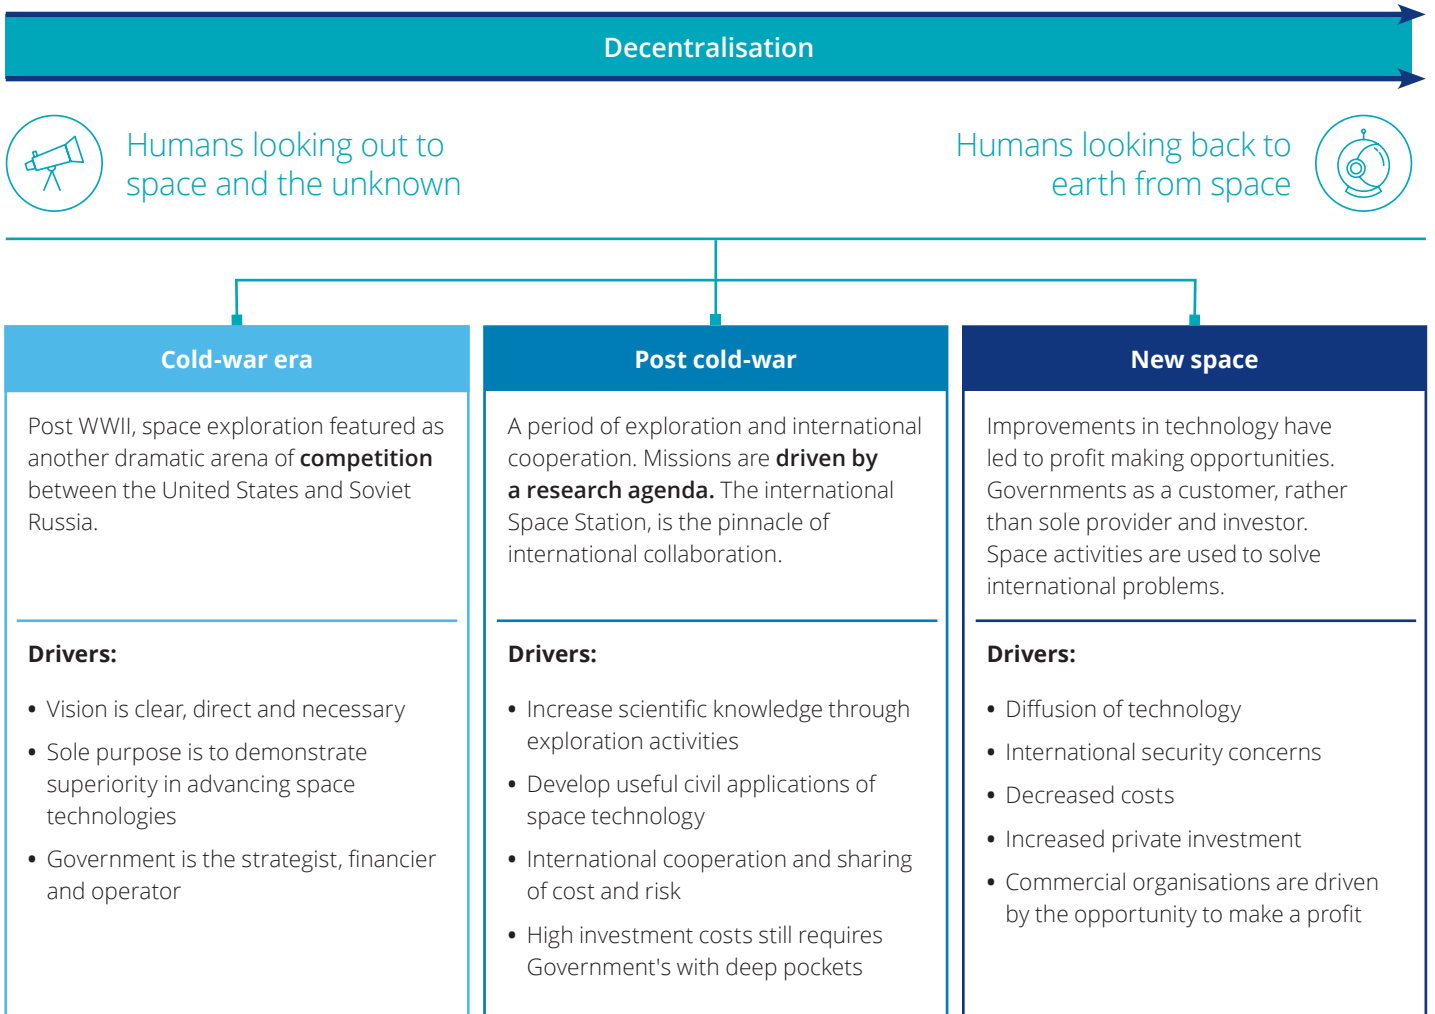 Decentralisation
Humans looking out to
space and the unknown
Humans looking back to
earth from space
Cold-war era
Post WWII, space exploration featured as
another dramatic arena of competition
between the United States and Soviet
Russia.
Drivers:
• Vision is clear, direct and necessary
• Sole purpose is to demonstrate
superiority in advancing space
technologies
• Government is the strategist, financier
and operator
Post cold-war
A period of exploration and international
cooperation. Missions are driven by
a research agenda. The international
Space Station, is the pinnacle of
international collaboration.
Drivers:
• Increase scientific knowledge through
exploration activities
• Develop useful civil applications of
space technology
• International cooperation and sharing
of cost and risk
• High investment costs still requires
Government's with deep pockets
New space
Improvements in technology have
led to profit making opportunities.
Governments as a customer, rather
than sole provider and investor.
Space activities are used to solve
international problems.
Drivers:
• Diffusion of technology
• International security concerns
• Decreased costs
• Increased private investment
• Commercial organisations are driven
by the opportunity to make a profit